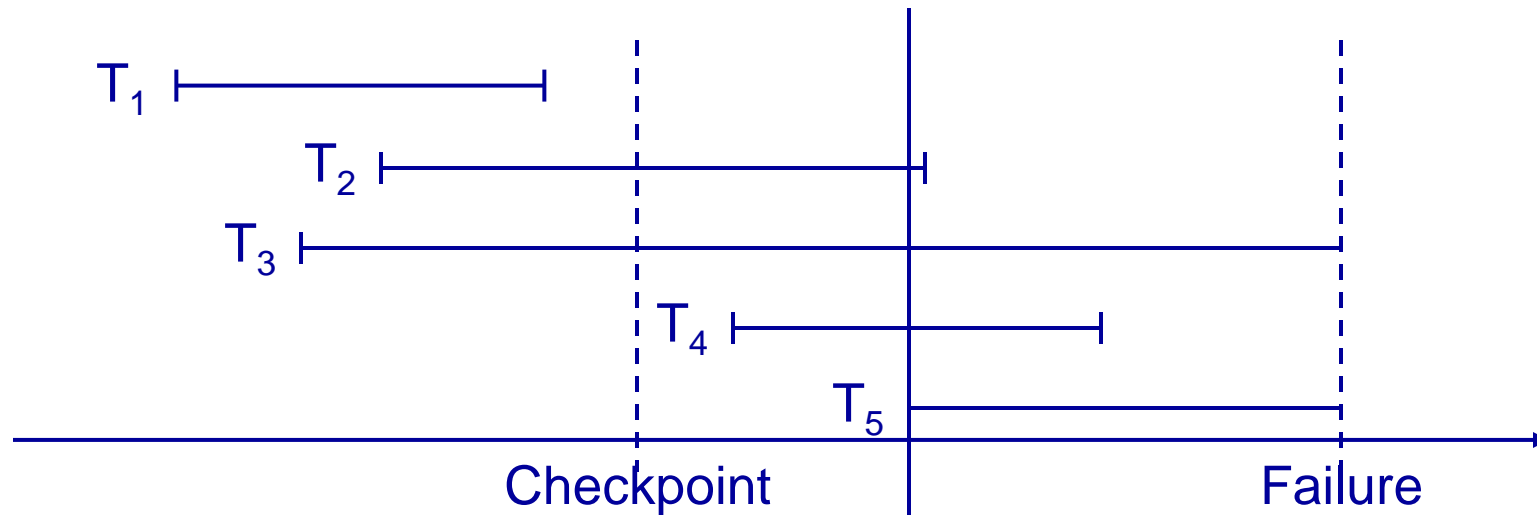 T₁
T₂
T₃
T₄
T₅
Checkpoint Failure